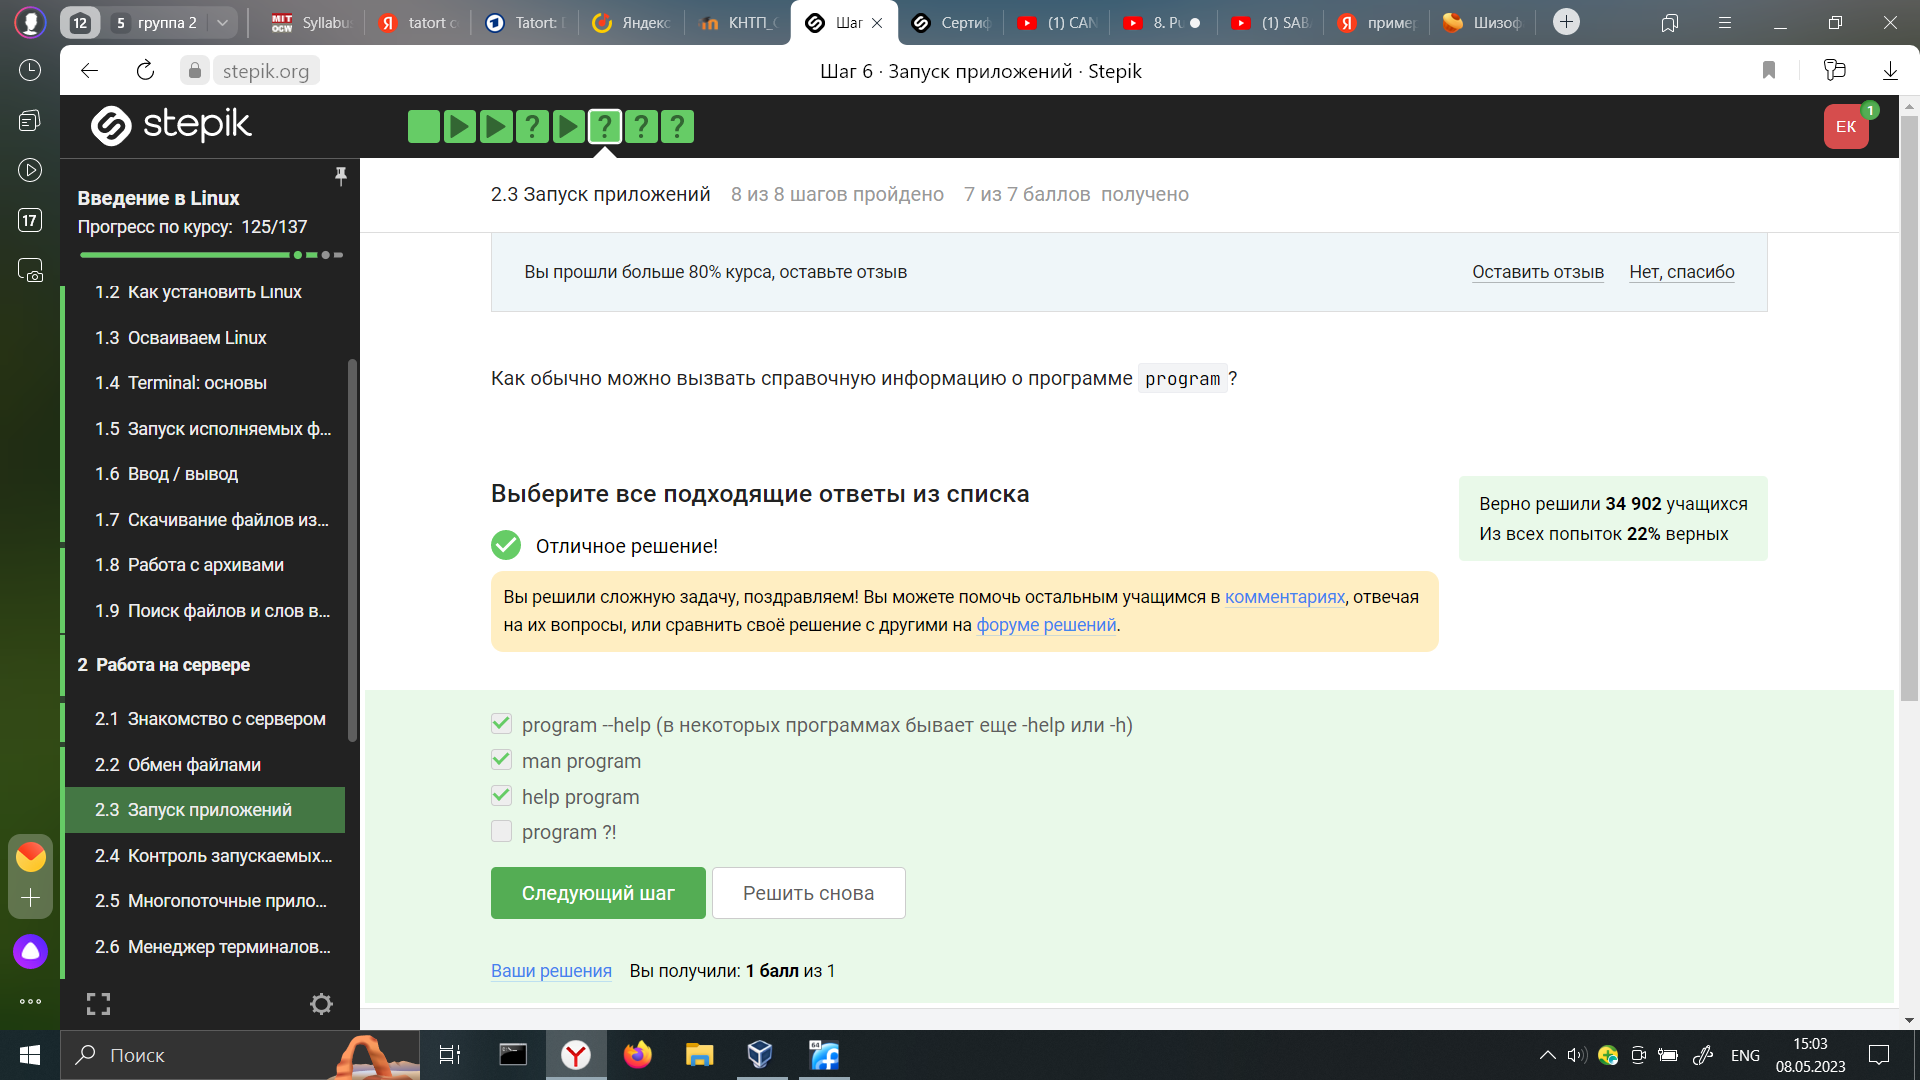 12
5 группа 2
MIT OCW Syllabu
tatort
Tatort:
Яндекс
КНТП_
Шаг
Сертиф
(1) CAN
8. Pu
(1) SAB
пример
Шизоф
stepik.org
Шаг 6 · Запуск приложений · Stepik
17
stepik
? ? ? ?
ЕК
1
Введение в Linux
Прогресс по курсу: 125/137
1.2 Как установить Linux
1.3 Осваиваем Linux
1.4 Terminal: основы
1.5 Запуск исполняемых ф...
1.6 Ввод / вывод
1.7 Скачивание файлов из...
1.8 Работа с архивами
1.9 Поиск файлов и слов в...
2 Работа на сервере
2.1 Знакомство с сервером
2.2 Обмен файлами
2.3 Запуск приложений
2.4 Контроль запускаемых...
2.5 Многопоточные прило...
2.6 Менеджер терминалов...
2.3 Запуск приложений 8 из 8 шагов пройдено 7 из 7 баллов получено
Вы прошли больше 80% курса, оставьте отзыв
Оставить отзыв Нет, спасибо
Как обычно можно вызвать справочную информацию о программе program?
Выберите все подходящие ответы из списка
Верно решили 34 902 учащихся
Из всех попыток 22% верных
Отличное решение!
Вы решили сложную задачу, поздравляем! Вы можете помочь остальным учащимся в комментариях, отвечая
на их вопросы, или сравнить своё решение с другими на форуме решений.
program --help (в некоторых программах бывает еще -help или -h)
man program
help program
program ?!
Следующий шаг Решить снова
Ваши решения Вы получили: 1 балл из 1
Поиск
64
ENG
15:03
08.05.2023